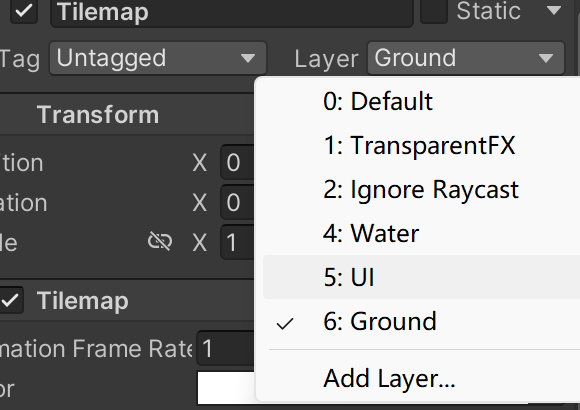 Tilemap Static
Tag Untagged Layer Ground
0: Default
Transform
1: TransparentFX
tion X 0
2: Ignore Raycast
ation X 0
4: Water
le X 1
5: UI
Tilemap
6: Ground
mation Frame Rate 1
Add Layer...
or